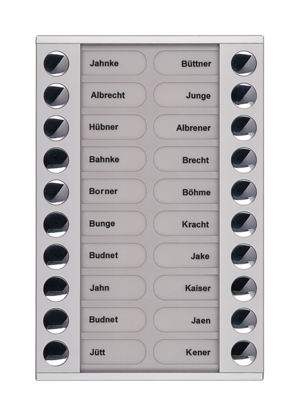 Jahnke Büttner
Albrecht Junge
Hübner Albrener
Bahnke Brecht
Borner Böhme
Bunge Kracht
Budnet Jake
Jahn Kaiser
Budnet Jaen
Jütt Kener